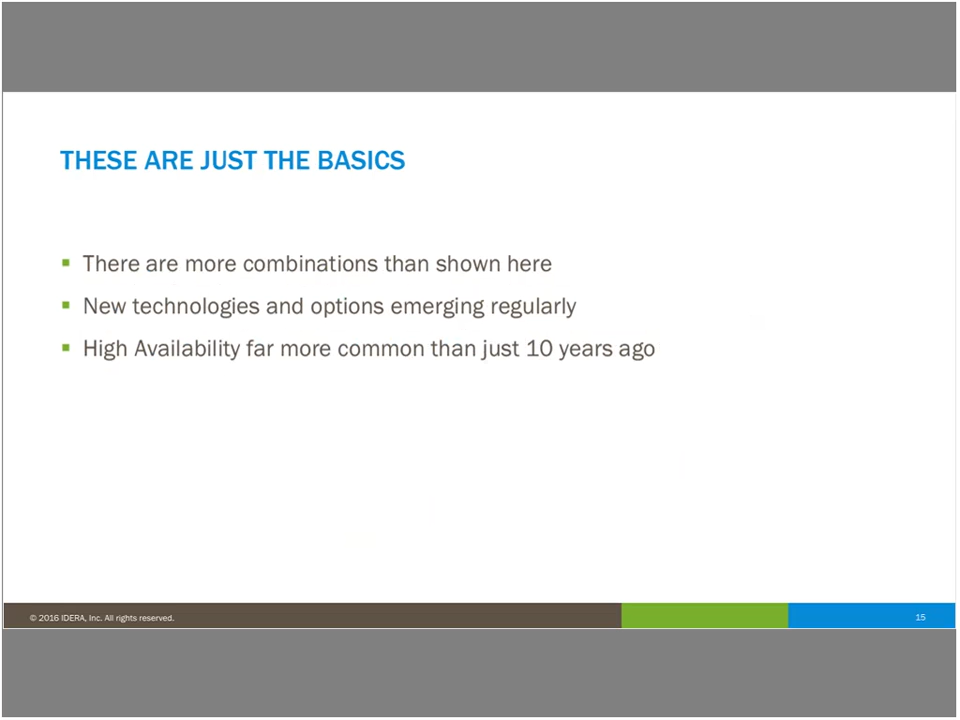 THESE ARE JUST THE BASICS
There are more combinations than shown here
New technologies and options emerging regularly
High Availability far more common than just 10 years ago
© 2016 IDERA, Inc. All rights reserved.
15